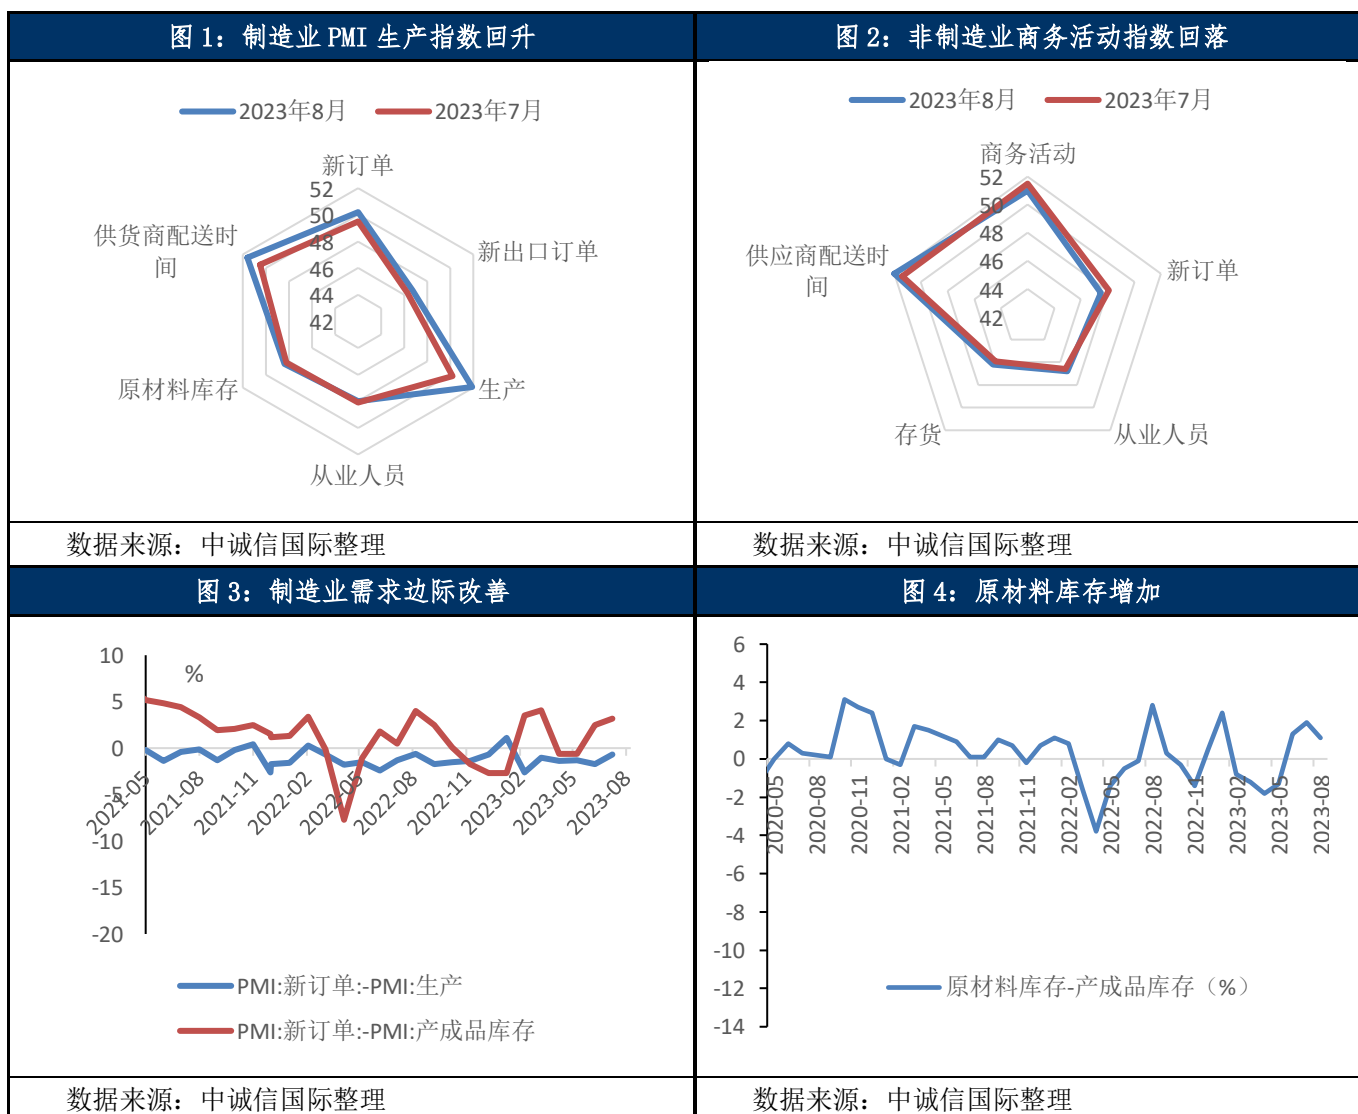 图 1：制造业 PMI 生产指数回升
2023年8月
2023年7月
新订单
新出口订单
生产
从业人员
原材料库存
供货商配送时
间
52
50
48
46
44
42
数据来源：中诚信国际整理
图 2：非制造业商务活动指数回落
2023年8月
2023年7月
商务活动
新订单
从业人员
存货
供应商配送时
间
52
50
48
46
44
42
数据来源：中诚信国际整理
图 3：制造业需求边际改善
%
10
5
0
-5
-10
-15
-20
2021-05
2021-08
2021-11
2022-02
2022-05
2022-08
2022-11
2023-02
2023-05
2023-08
PMI:新订单:-PMI:生产
PMI:新订单:-PMI:产成品库存
数据来源：中诚信国际整理
图 4：原材料库存增加
6
4
2
0
-2
-4
-6
-8
-10
-12
-14
2020-05
2020-08
2020-11
2021-02
2021-05
2021-08
2021-11
2022-02
2022-05
2022-08
2022-11
2023-02
2023-05
2023-08
原材料库存-产成品库存（%）
数据来源：中诚信国际整理